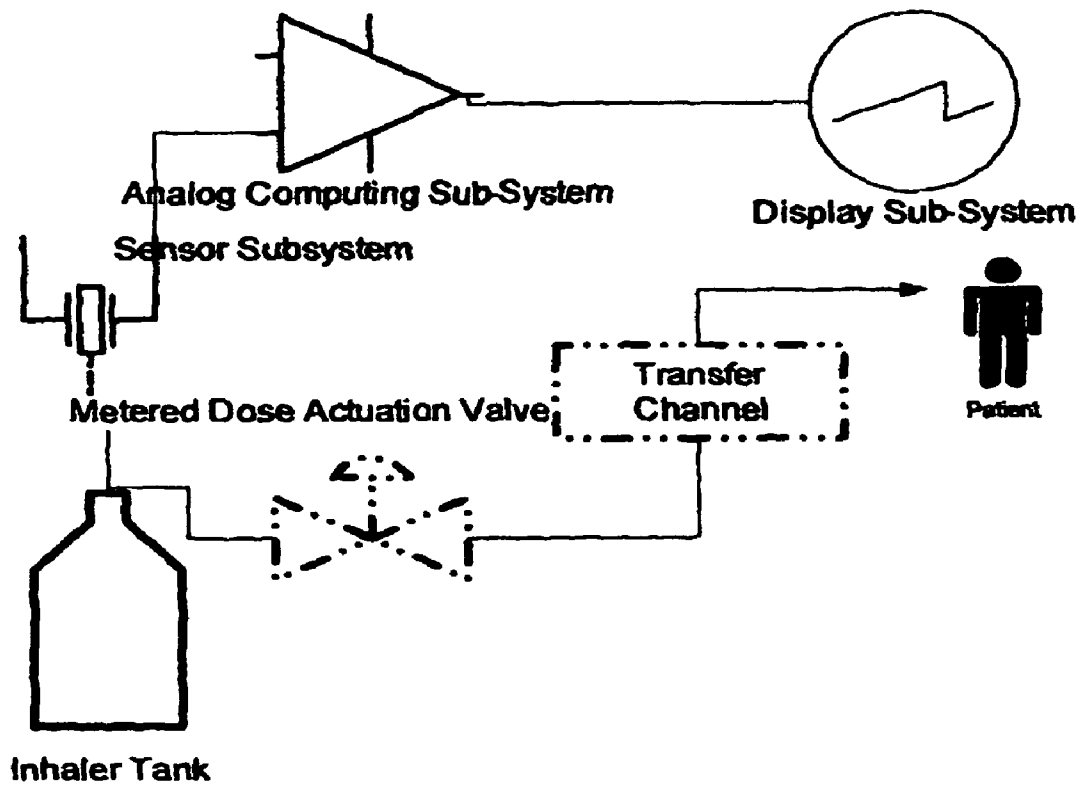 Analog Computing Sub-System
Display Sub-System
Sensor Subsystem
Transfer
Channel
Metered Dose Actuation Valve
Patient
Inhaler Tank